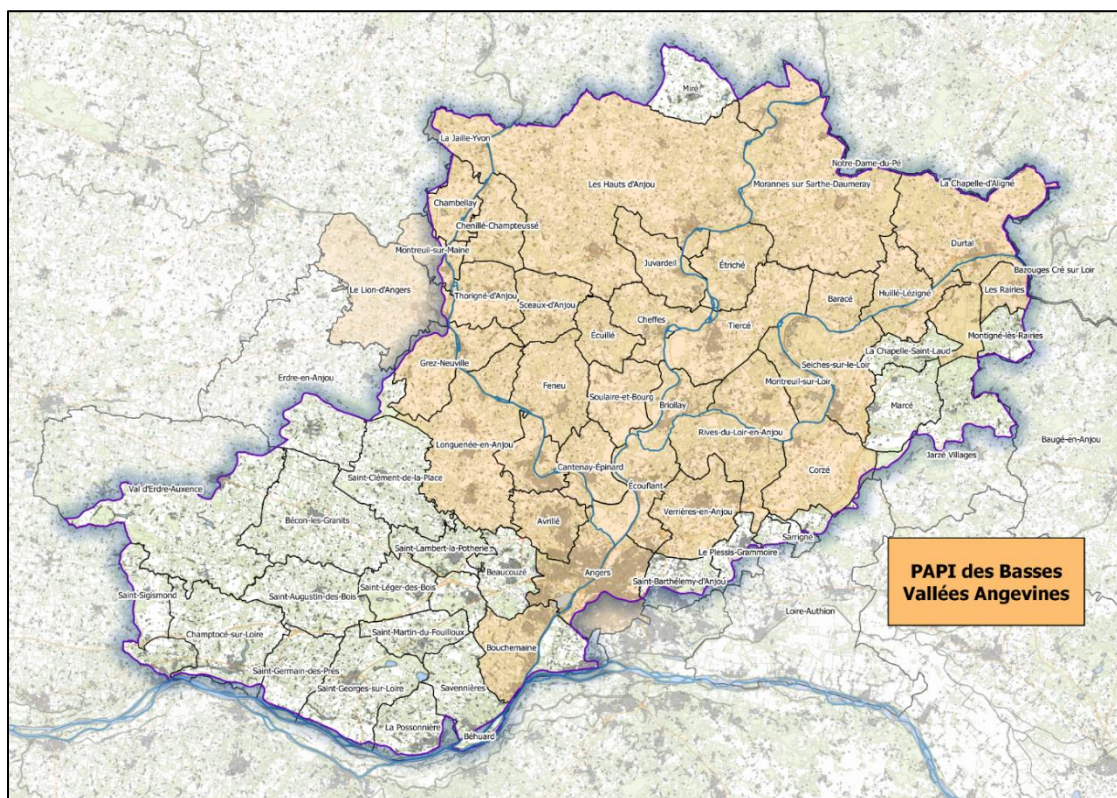 Miré
La Jaille-Yvon
Notre-Dame-du-Pé
Les Hauts d'Anjou
Morannes sur Sarthe-Daumeray
La Chapelle-d'Aligné
Chambellay
Chenillé-Champteussé
Durtal
Montreuil-sur-Maine
Juvardeil
Étriché
Bazouges Cré sur Loir
Le Lion-d'Angers
Thorigné-d'Anjou
Sceaux-d'Anjou
Baracé
Huillé-Lézigné
Les Rairies
Cheffes
Tiercé
Montigné-lès-Rairies
Écuillé
La Chapelle-Saint-Laud
Grez-Neuville
Seiches-sur-le-Loir
Erdre-en-Anjou
Feneu
Montreuil-sur-Loir
Soulaire-et-Bourg
Briollay
Marcé
Rives-du-Loir-en-Anjou
Baugé-en-Anjou
Longuenée-en-Anjou
Jarzé Villages
Cantenay-Épinard
Corzé
Saint-Clément-de-la-Place
Écouflant
Val d'Erdre-Auxence
Verrières-en-Anjou
Bécon-les-Granits
Avrillé
Sarrigné
Saint-Lambert-la-Potherie
Le Plessis-Grammoire
Beaucouzé
Angers
Saint-Léger-des-Bois
Saint-Barthélemy-d'Anjou
PAPI des Basses
Vallées Angevines
Saint-Sigismond
Saint-Augustin-des-Bois
Loire-Authion
Saint-Martin-du-Fouilloux
Champtocé-sur-Loire
Bouchemaine
Saint-Germain-des-Prés
Saint-Georges-sur-Loire
Savennières
La Possonnière
Béhuard